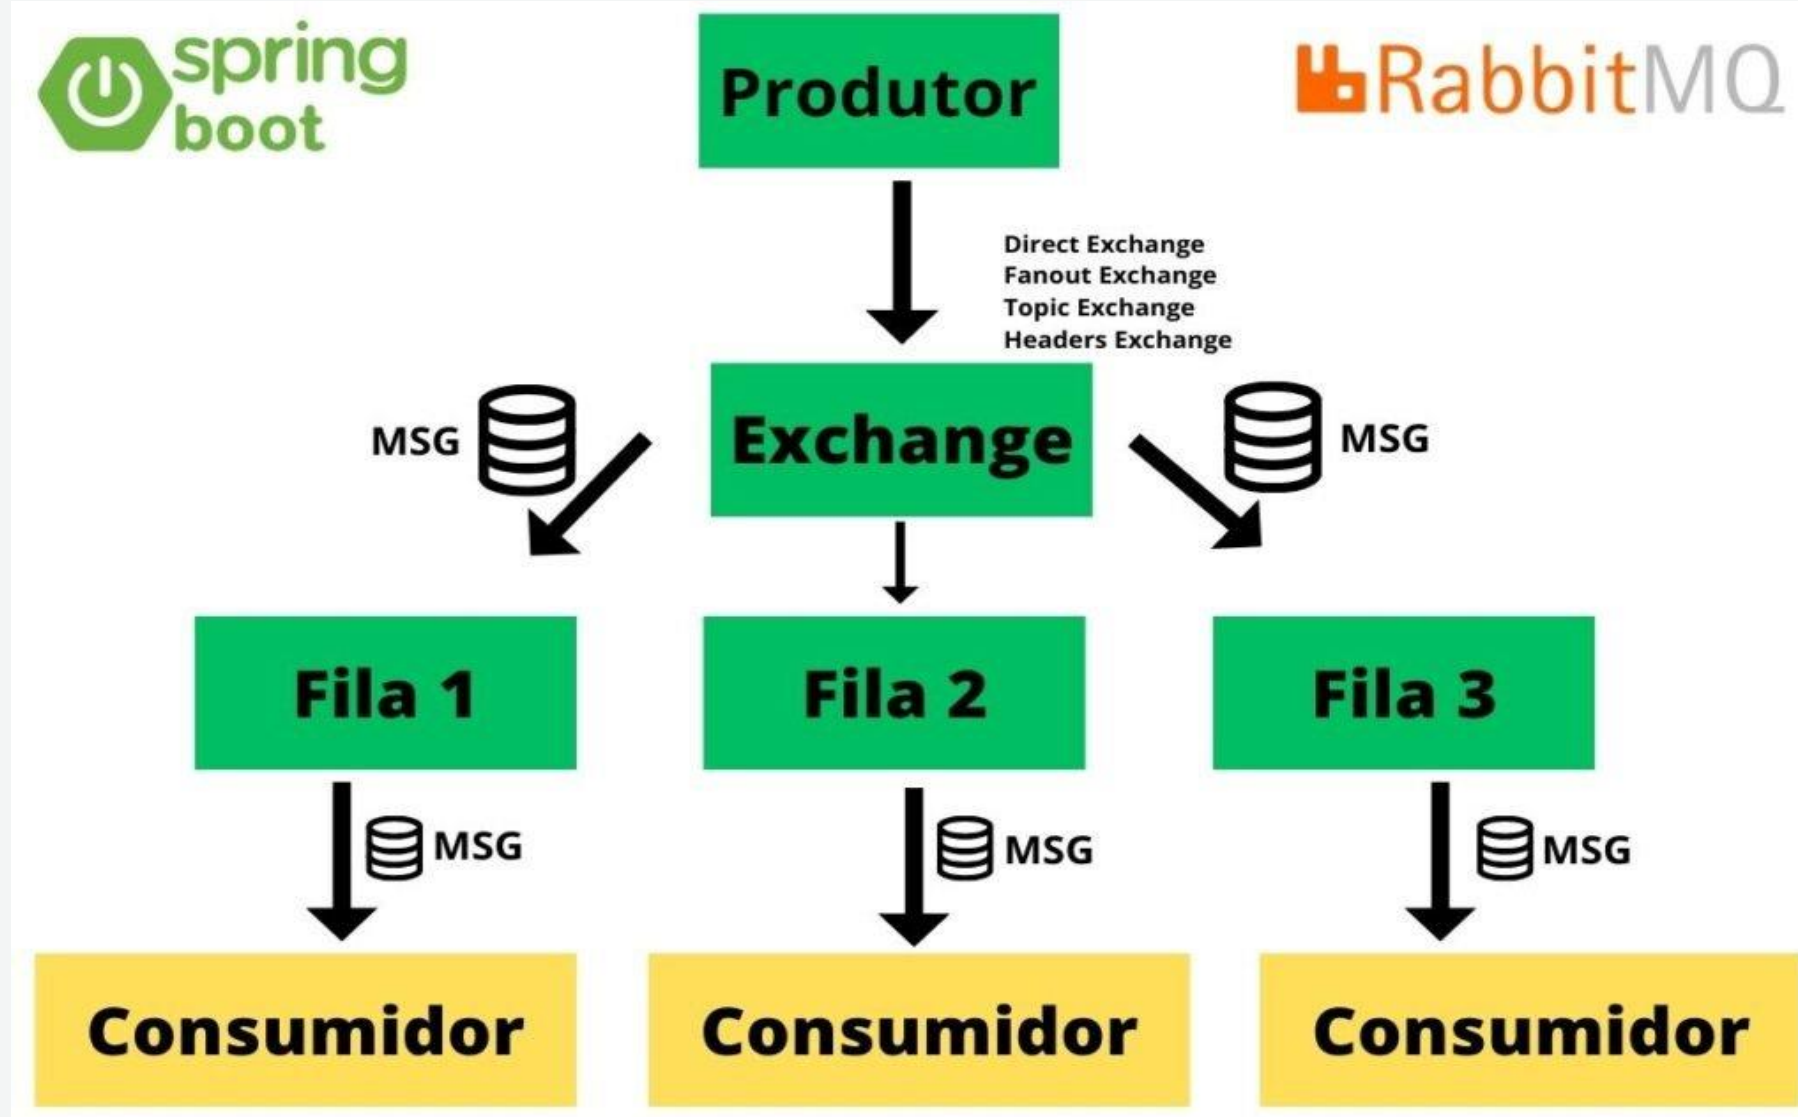 spring
boot
Produtor
RabbitMQ
Direct Exchange
Fanout Exchange
Topic Exchange
Headers Exchange
MSG
Exchange
MSG
Fila 1
Fila 2
Fila 3
MSG
MSG
MSG
Consumidor
Consumidor
Consumidor